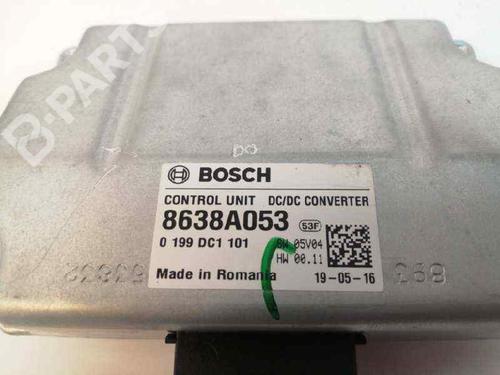 B-PARTS
BOSCH
CONTROL UNIT DC/DC CONVERTER
8638A053 53F
0 199 DC1 101 SW 05V04
HW 00.11
Made in Romania 19-05-16